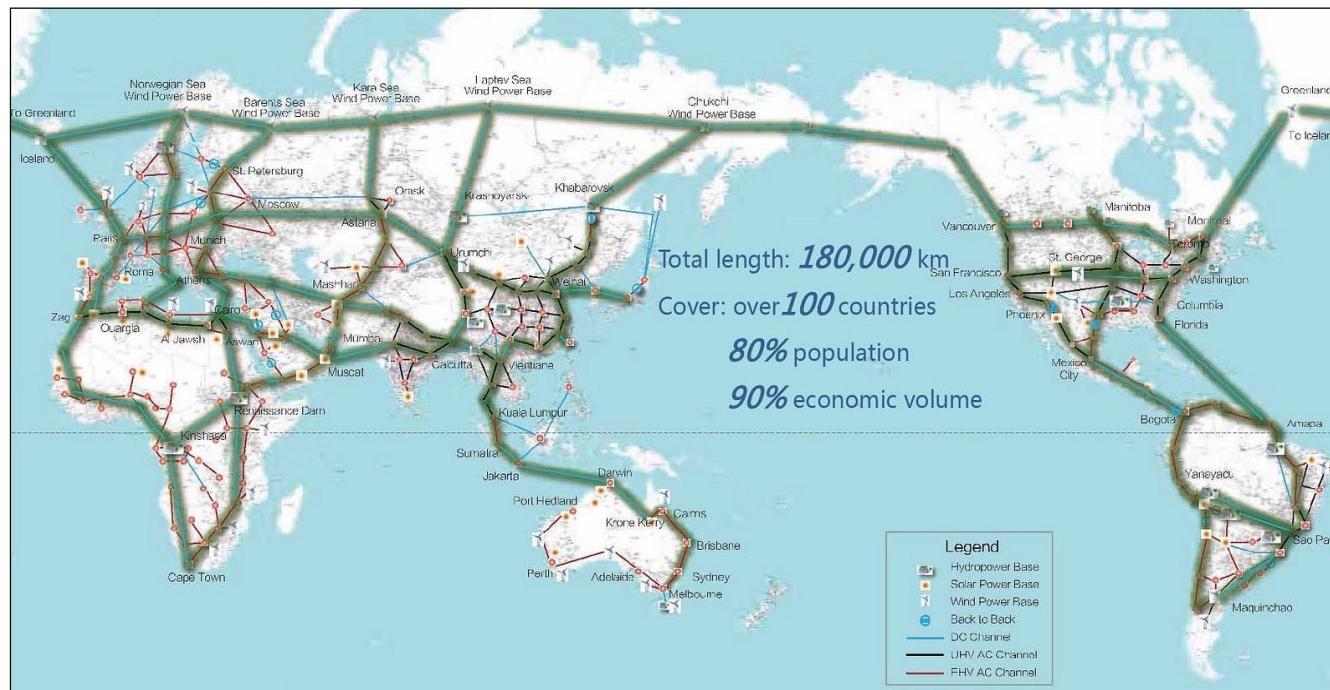 Norwegian Sea
Wind Power Base
Barents Sea
Wind Power Base
Kara Sea
Wind Power Base
Laptev Sea
Wind Power Base
Chukchi
Wind Power Base
Greenland
To Greenland
To Iceland
Iceland
St. Petersburg
Moscow
Omsk
Astana
Krashoyarsk
Khabarovsk
Vancouver
Manitoba
Montreal
Toronto
Paris
Munich
Roma
Athens
Urumchi
Weihai
Mashhad
San Francisco
St. George
Washington
Los Angeles
Phoenix
Columbia
Florida
Total length: 180,000 km
Cover: over 100 countries
80% population
90% economic volume
Zag
Ouargla
Cairo
Al Jawsh
Aswan
Mumbai
Muscat
Calcutta
Vientiane
Mexico
City
Renaissance Dam
Kuala Lumpur
Bogota
Amapa
Kinshasa
Sumatra
Jakarta
Darwin
Yanayacu
Port Hedland
Krone Kerry
Cairns
Brisbane
Sao Pa
Perth
Adelaide
Sydney
Melbourne
Cape Town
Maquinchao
Legend
Hydropower Base
Solar Power Base
Wind Power Base
Back to Back
DC Channel
UHV AC Channel
EHV AC Channel